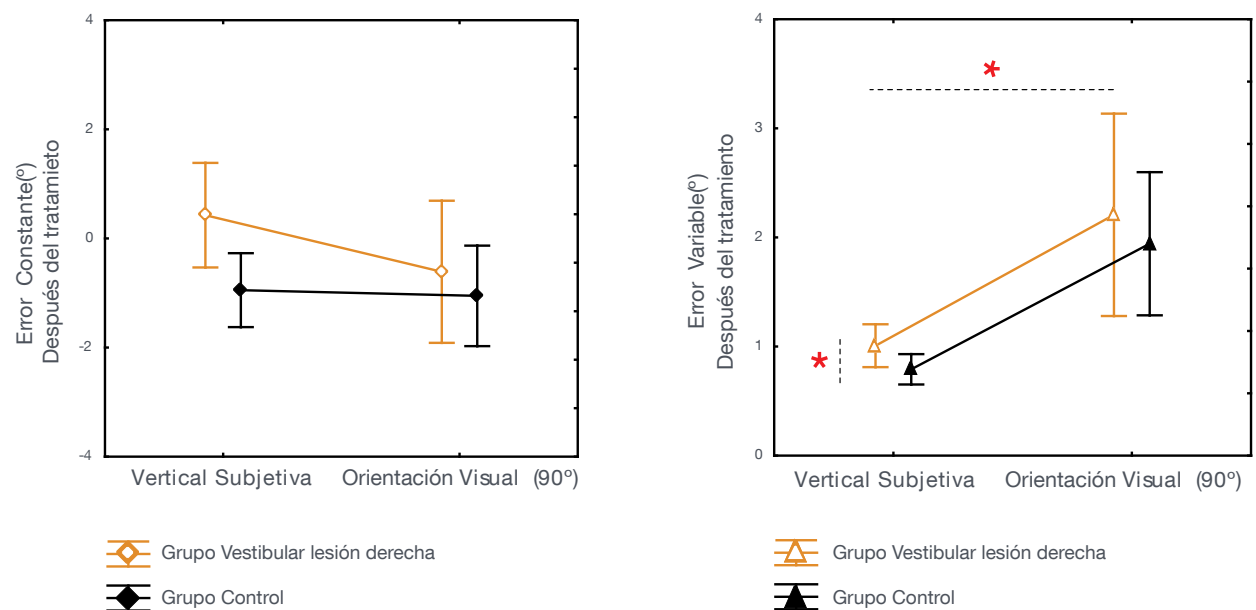 Error Constante(º)
Después del tratamieto
4
2
0
-2
-4
Vertical Subjetiva Orientación Visual (90º)
Grupo Vestibular lesión derecha
Grupo Control
Error Variable(º)
Después del tratamiento
4
3
2
1
0
*
*
Vertical Subjetiva Orientación Visual (90º)
Grupo Vestibular lesión derecha
Grupo Control